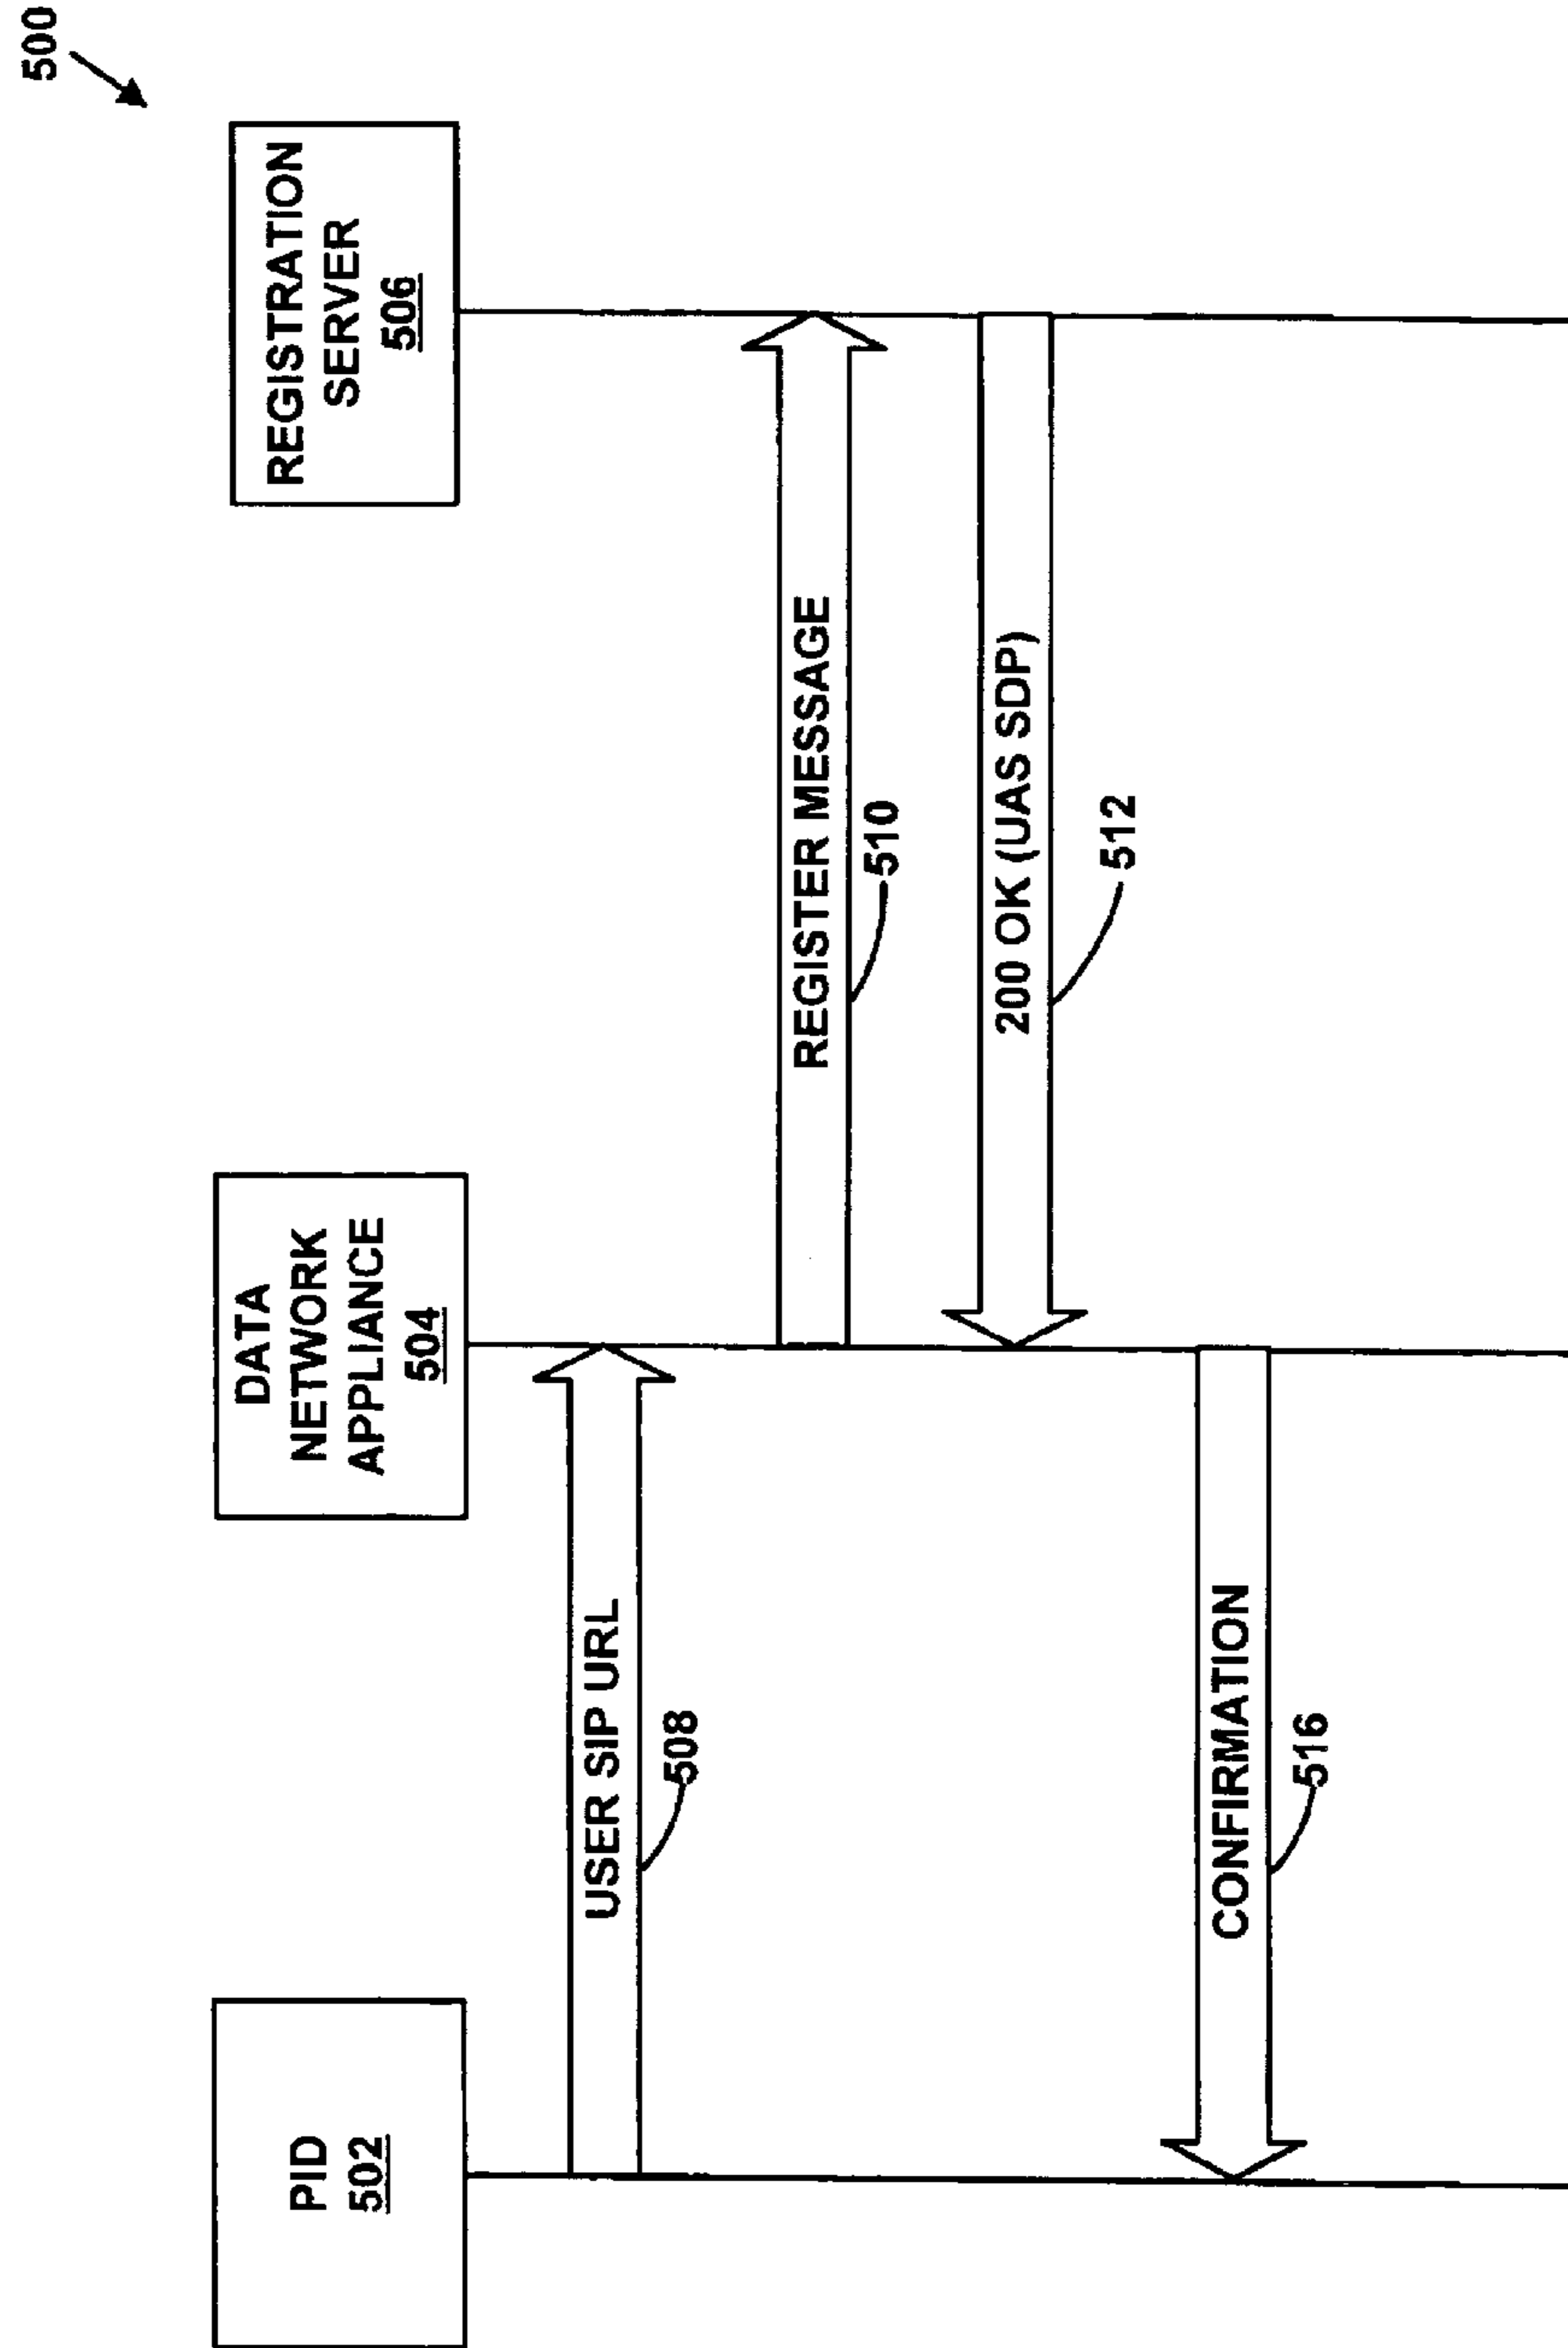 500
PID
502
DATA
NETWORK
APPLIANCE
504
REGISTRATION
SERVER
506
USER SIP URL
508
REGISTER MESSAGE
510
200 OK (UAS SDP)
512
CONFIRMATION
516